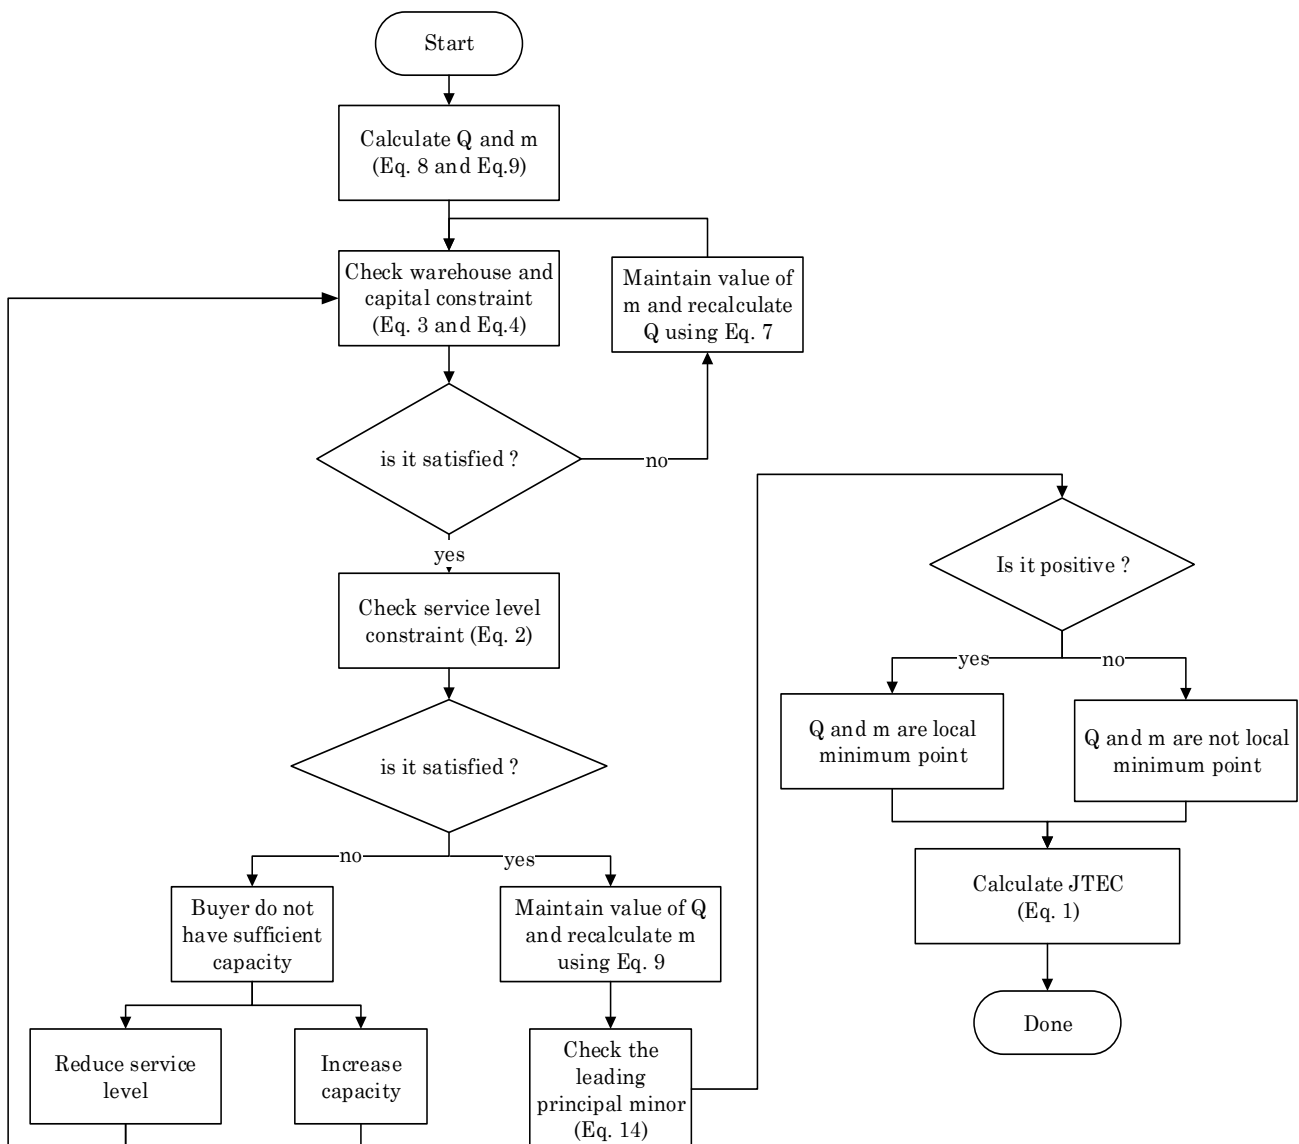 Start
Calculate Q and m
(Eq. 8 and Eq.9)
Check warehouse and
capital constraint
(Eq. 3 and Eq.4)
Maintain value of
m and recalculate
Q using Eq. 7
is it satisfied ?
no
yes
Check service level
constraint (Eq. 2)
is it satisfied ?
no
yes
Buyer do not
have sufficient
capacity
Maintain value of Q
and recalculate m
using Eq. 9
Reduce service
level
Increase
capacity
Check the
leading
principal minor
(Eq. 14)
Is it positive ?
yes
no
Q and m are local
minimum point
Q and m are not local
minimum point
Calculate JTEC
(Eq. 1)
Done